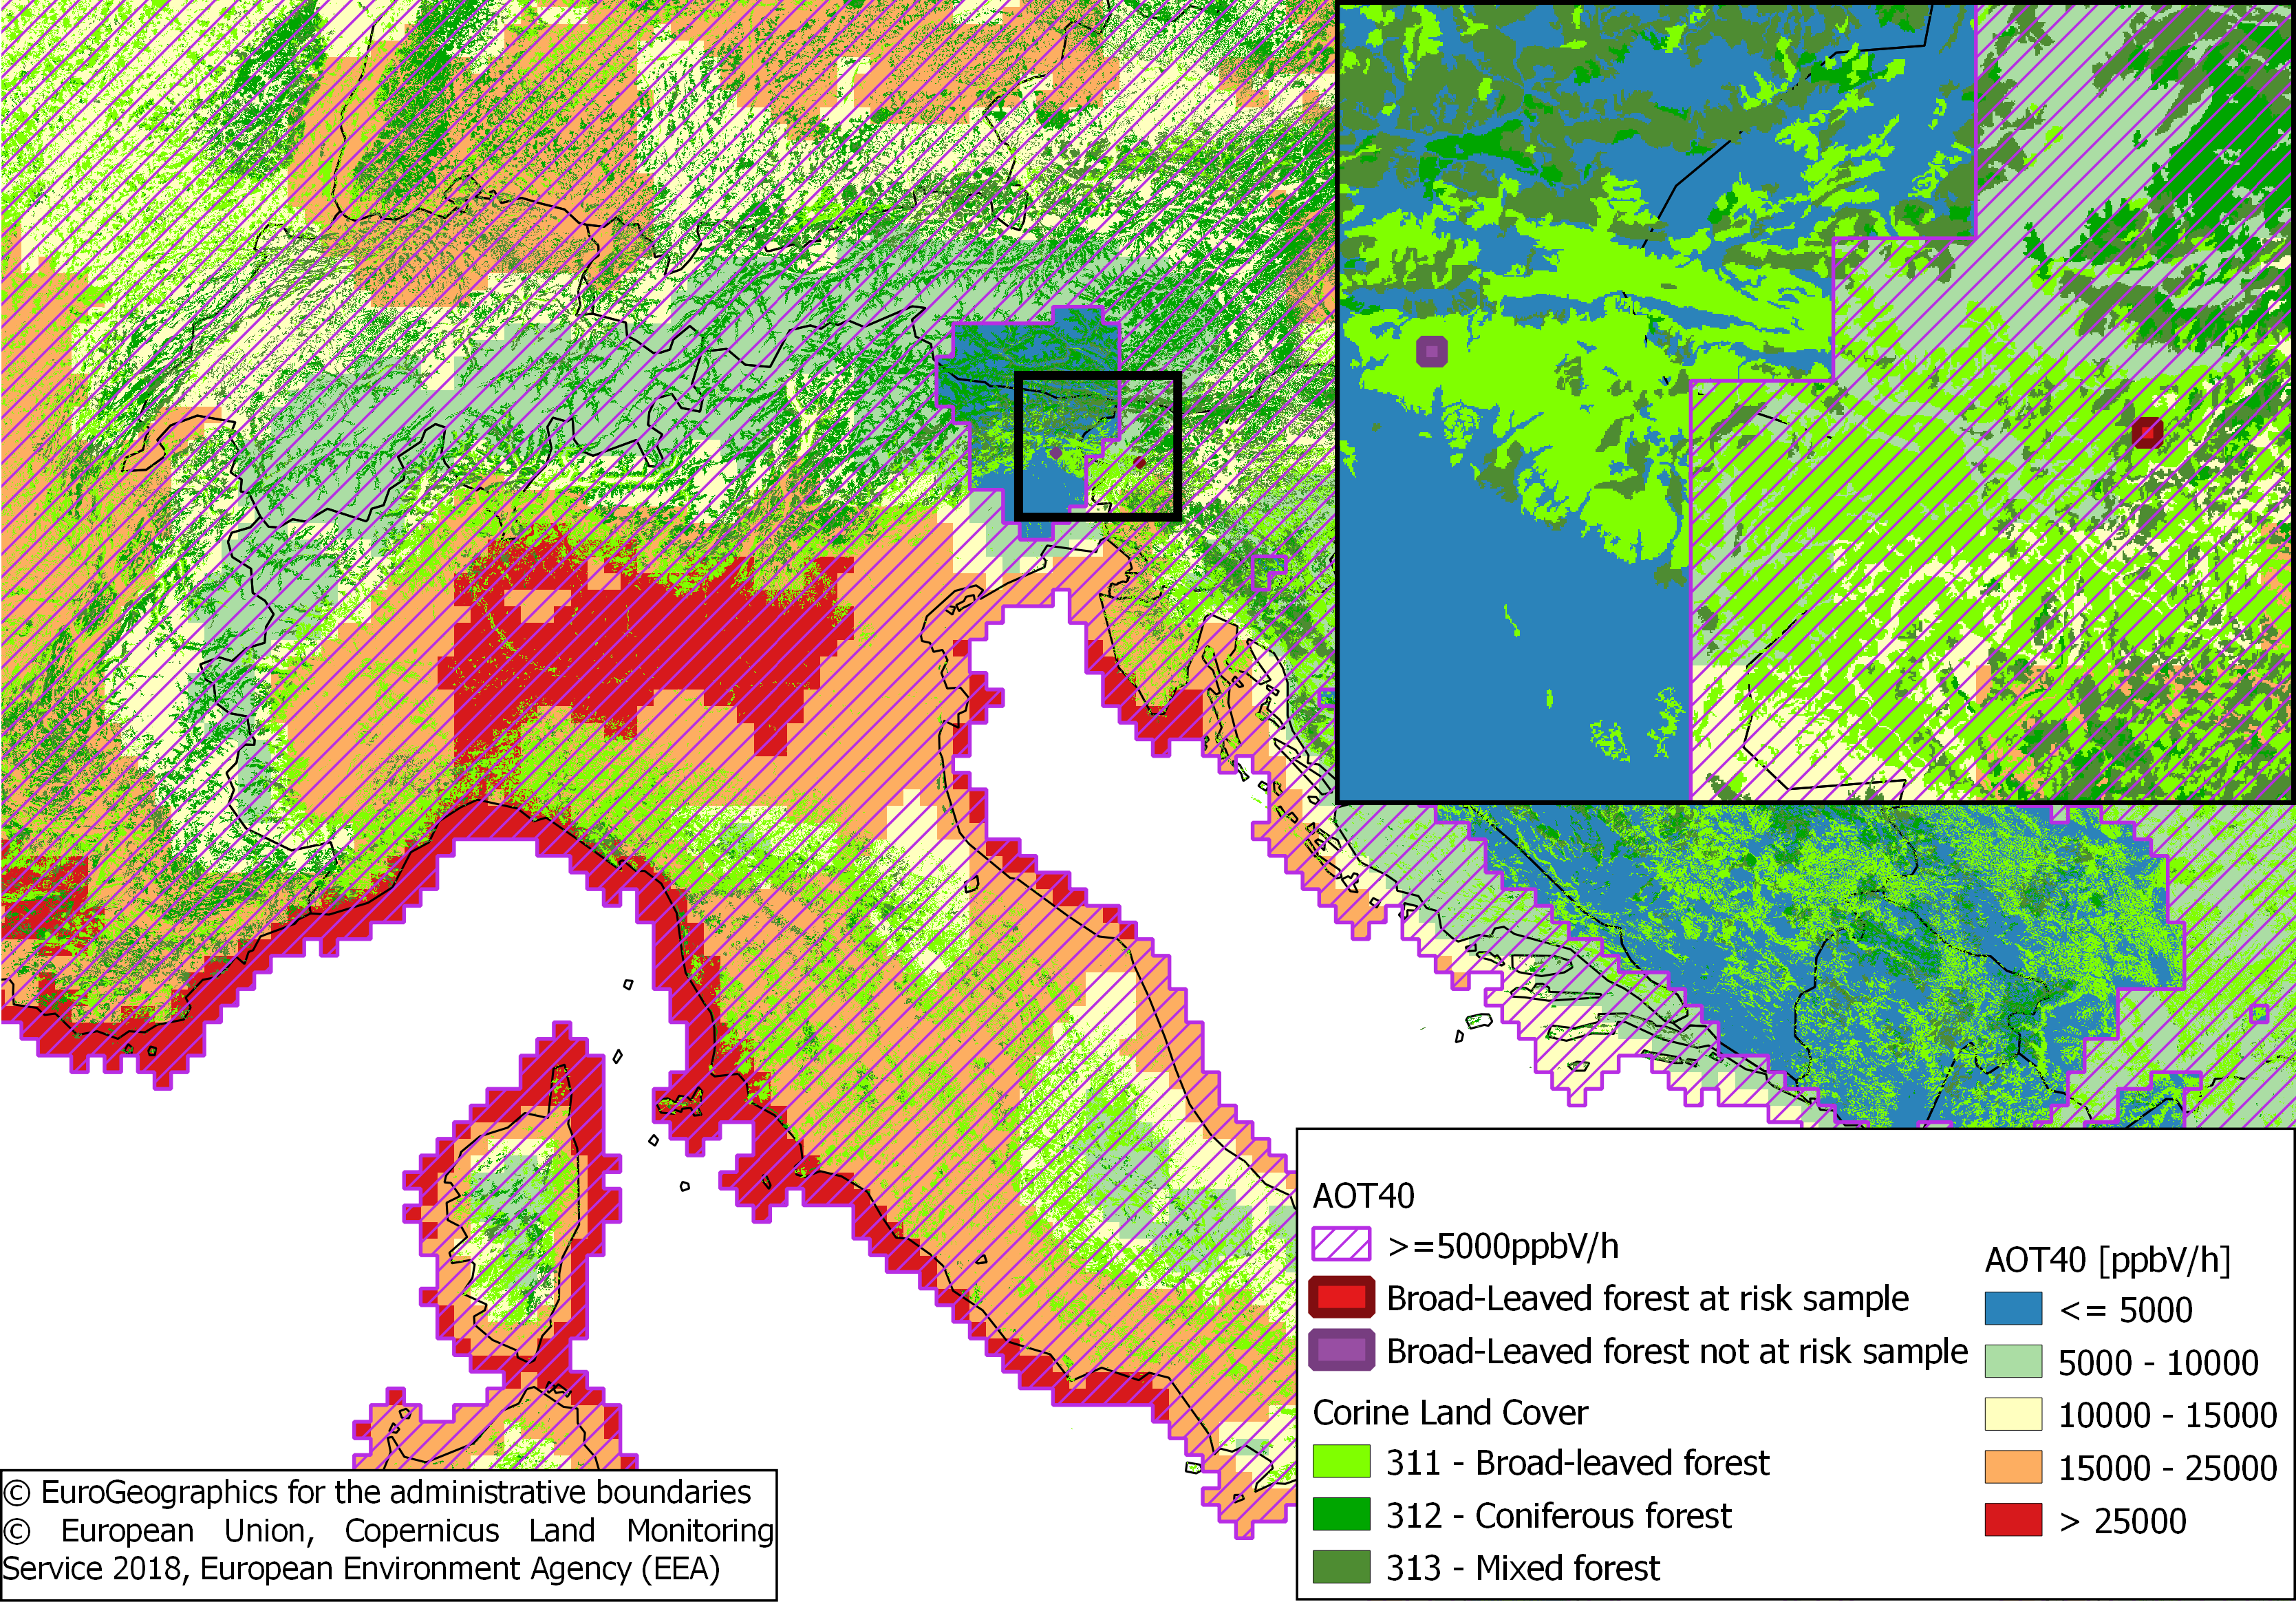 AOT40
>=5000ppbV/h
Broad-Leaved forest at risk sample
Broad-Leaved forest not at risk sample
Corine Land Cover
311 - Broad-leaved forest
312 - Coniferous forest
313 - Mixed forest
AOT40 [ppbV/h]
<= 5000
5000 - 10000
10000 - 15000
15000 - 25000
> 25000
© EuroGeographics for the administrative boundaries
© European Union, Copernicus Land Monitoring
Service 2018, European Environment Agency (EEA)